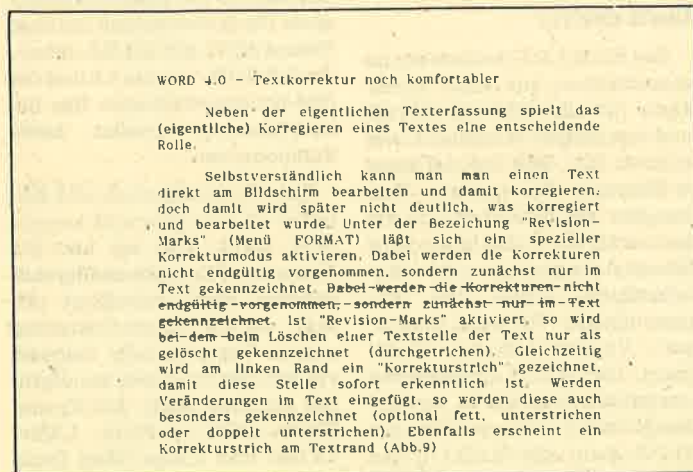 WORD 4.0 – Textkorrektur noch komfortabler
Neben der eigentlichen Texterfassung spielt das
(eigentliche) Korregieren eines Textes eine entscheidende
Rolle.
Selbstverständlich kann man man einen Text
direkt am Bildschirm bearbeiten und damit korregieren,
doch damit wird später nicht deutlich, was korregiert
und bearbeitet wurde. Unter der Bezeichung "Revision-
Marks" (Menü FORMAT) läßt sich ein spezieller
Korrekturmodus aktivieren. Dabei werden die Korrekturen
nicht endgültig vorgenommen, sondern zunächst nur im
Text gekennzeichnet. Dabei werden die Korrekturen nicht
endgültig vorgenommen, sondern zunächst nur im Text
gekennzeichnet. Ist "Revision-Marks" aktiviert, so wird
bei dem beim Löschen einer Textstelle der Text nur als
gelöscht gekennzeichnet (durchgetrichen). Gleichzeitig
wird am linken Rand ein "Korrekturstrich" gezeichnet,
damit diese Stelle sofort erkenntlich ist. Werden
Veränderungen im Text eingefügt, so werden diese auch
besonders gekennzeichnet (optional fett, unterstrichen
oder doppelt unterstrichen). Ebenfalls erscheint ein
Korrekturstrich am Textrand (Abb.9)